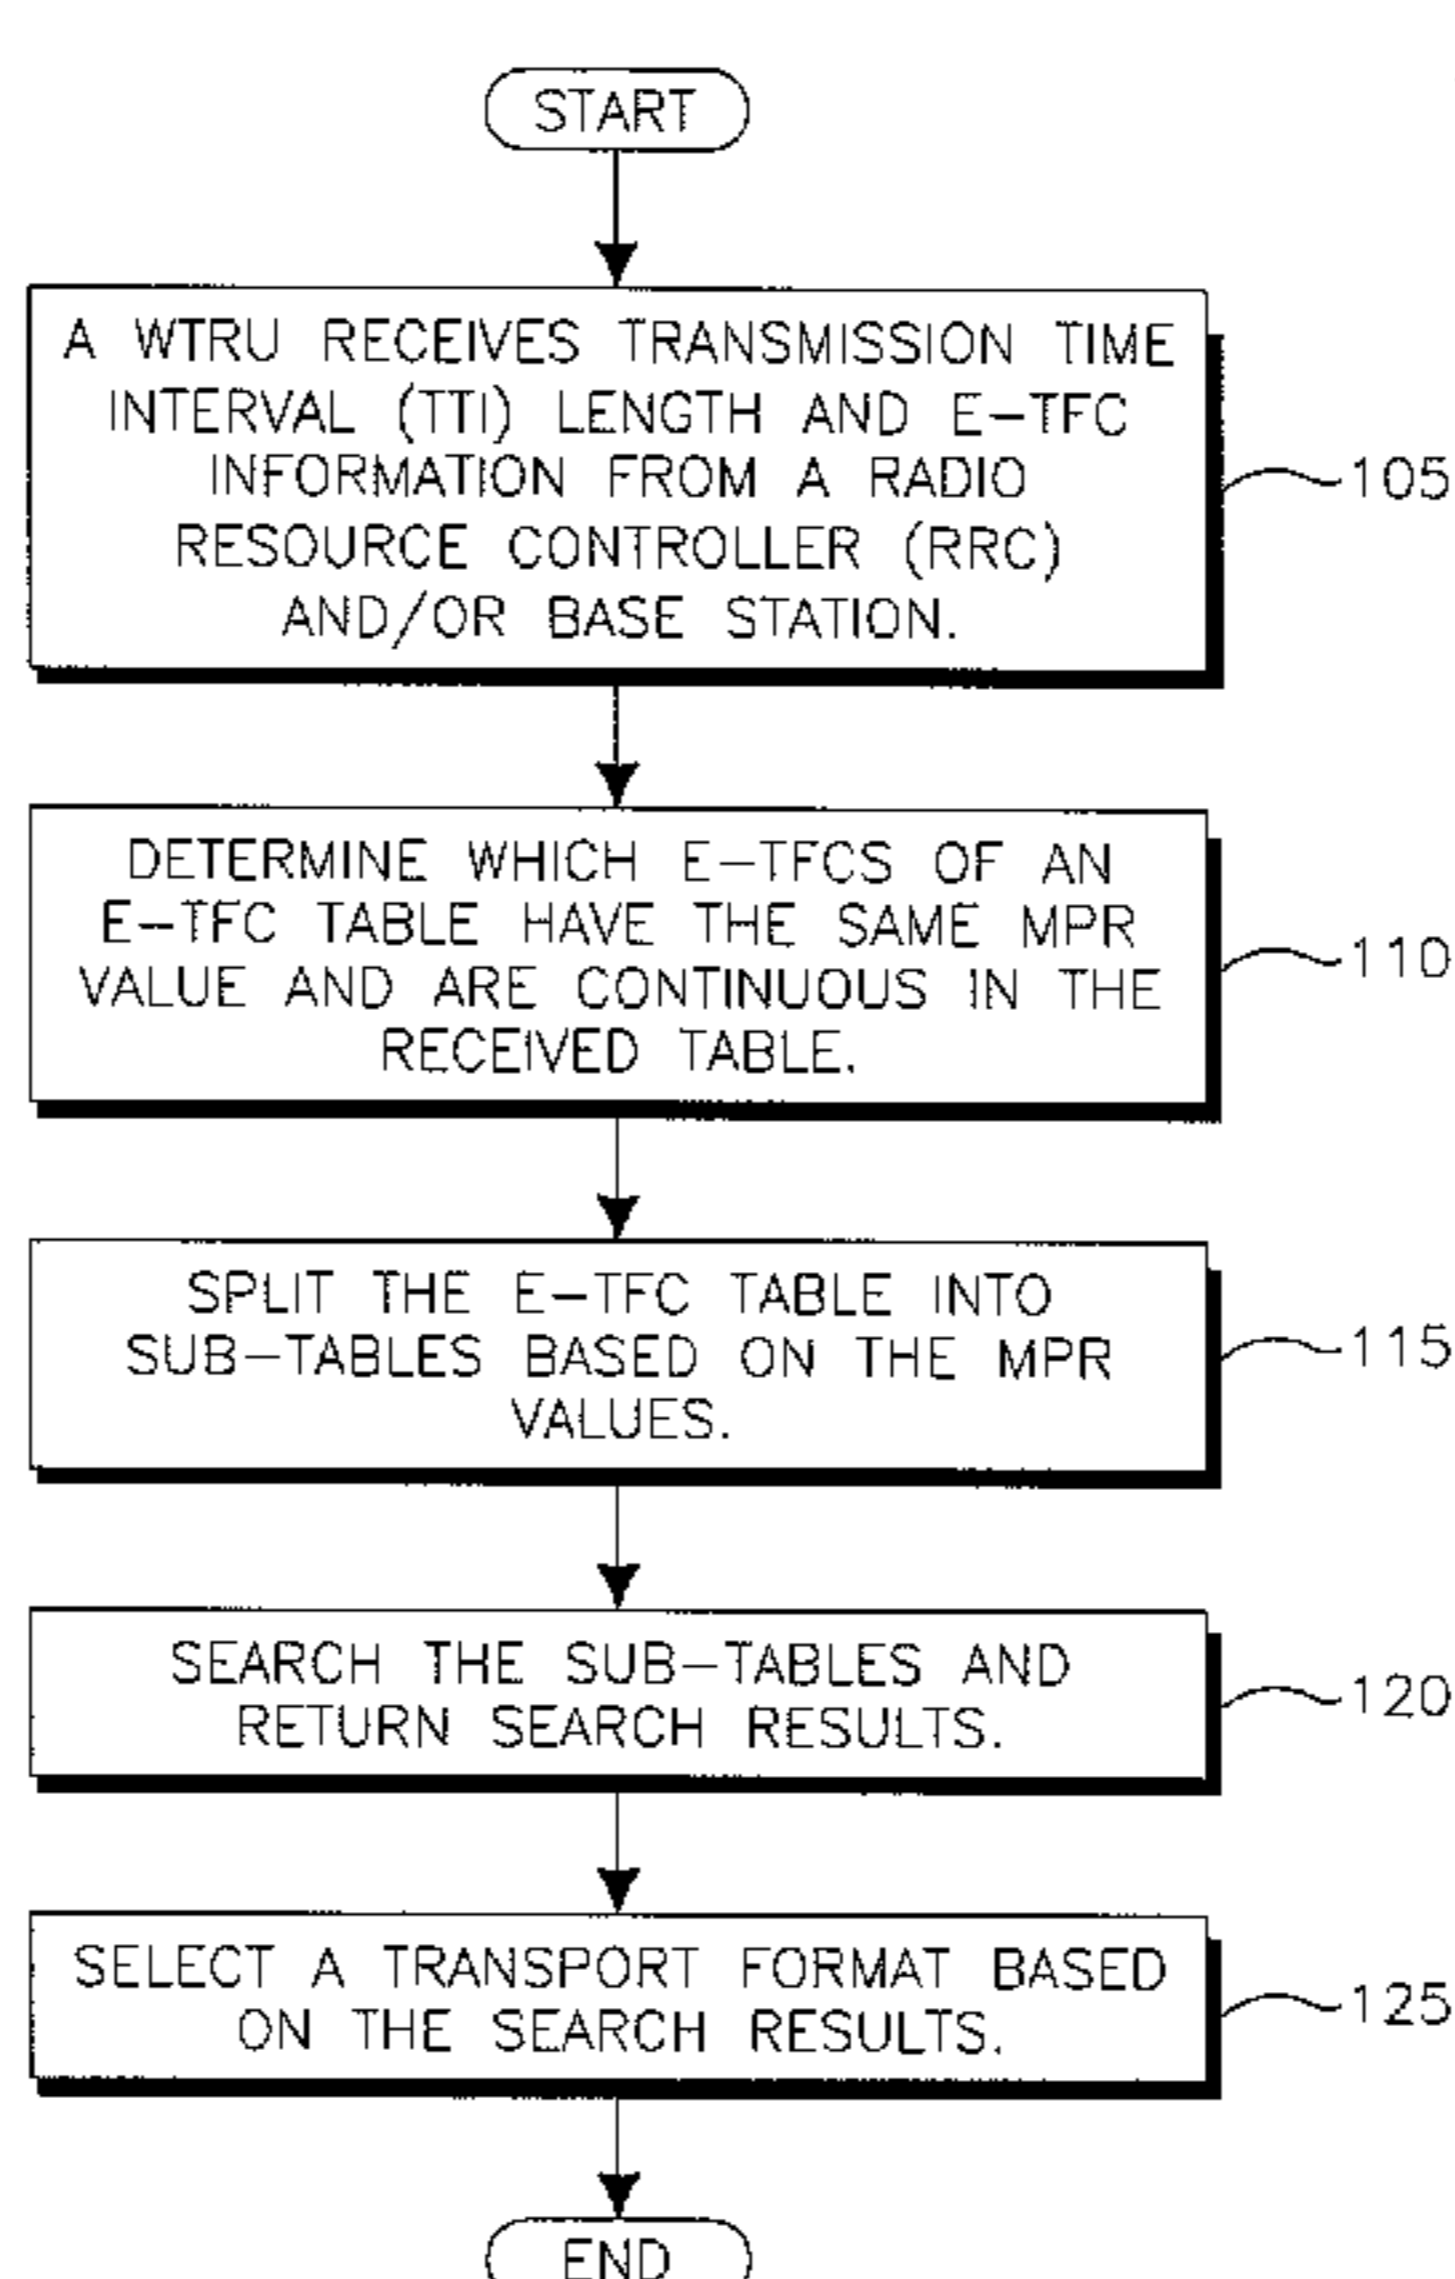 START
A WTRU RECEIVES TRANSMISSION TIME
INTERVAL (TTI) LENGTH AND E-TFC
INFORMATION FROM A RADIO
RESOURCE CONTROLLER (RRC)
AND/OR BASE STATION.
105
DETERMINE WHICH E-TFCS OF AN
E-TFC TABLE HAVE THE SAME MPR
VALUE AND ARE CONTINUOUS IN THE
RECEIVED TABLE.
110
SPLIT THE E-TFC TABLE INTO
SUB-TABLES BASED ON THE MPR
VALUES.
115
SEARCH THE SUB-TABLES AND
RETURN SEARCH RESULTS.
120
SELECT A TRANSPORT FORMAT BASED
ON THE SEARCH RESULTS.
125
END